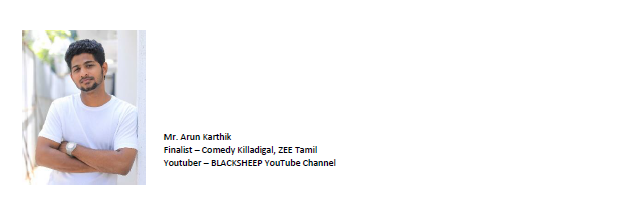 Mr. Arun Karthik
Finalist – Comedy Killadigal, ZEE Tamil
Youtuber – BLACKSHEEP YouTube Channel